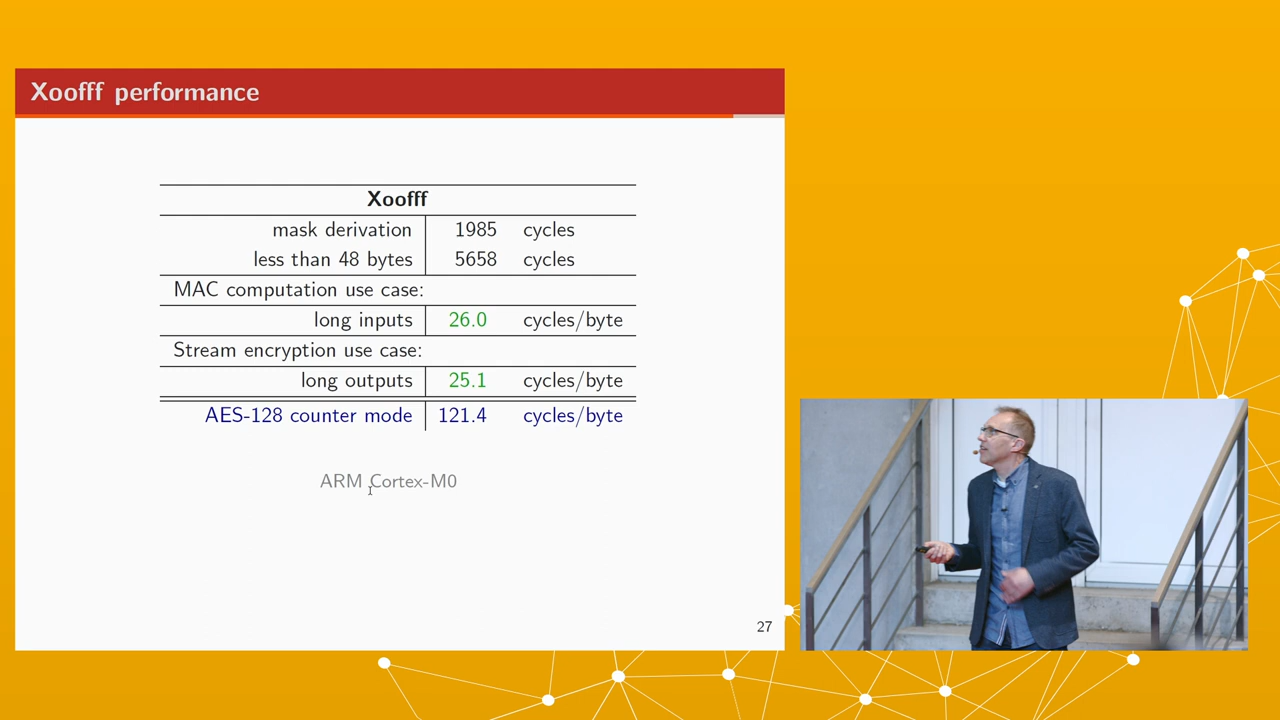 Xoofff performance
Xoofff
mask derivation 1985 cycles
less than 48 bytes 5658 cycles
MAC computation use case:
long inputs 26.0 cycles/byte
Stream encryption use case:
long outputs 25.1 cycles/byte
AES-128 counter mode 121.4 cycles/byte
ARM Cortex-M0
27